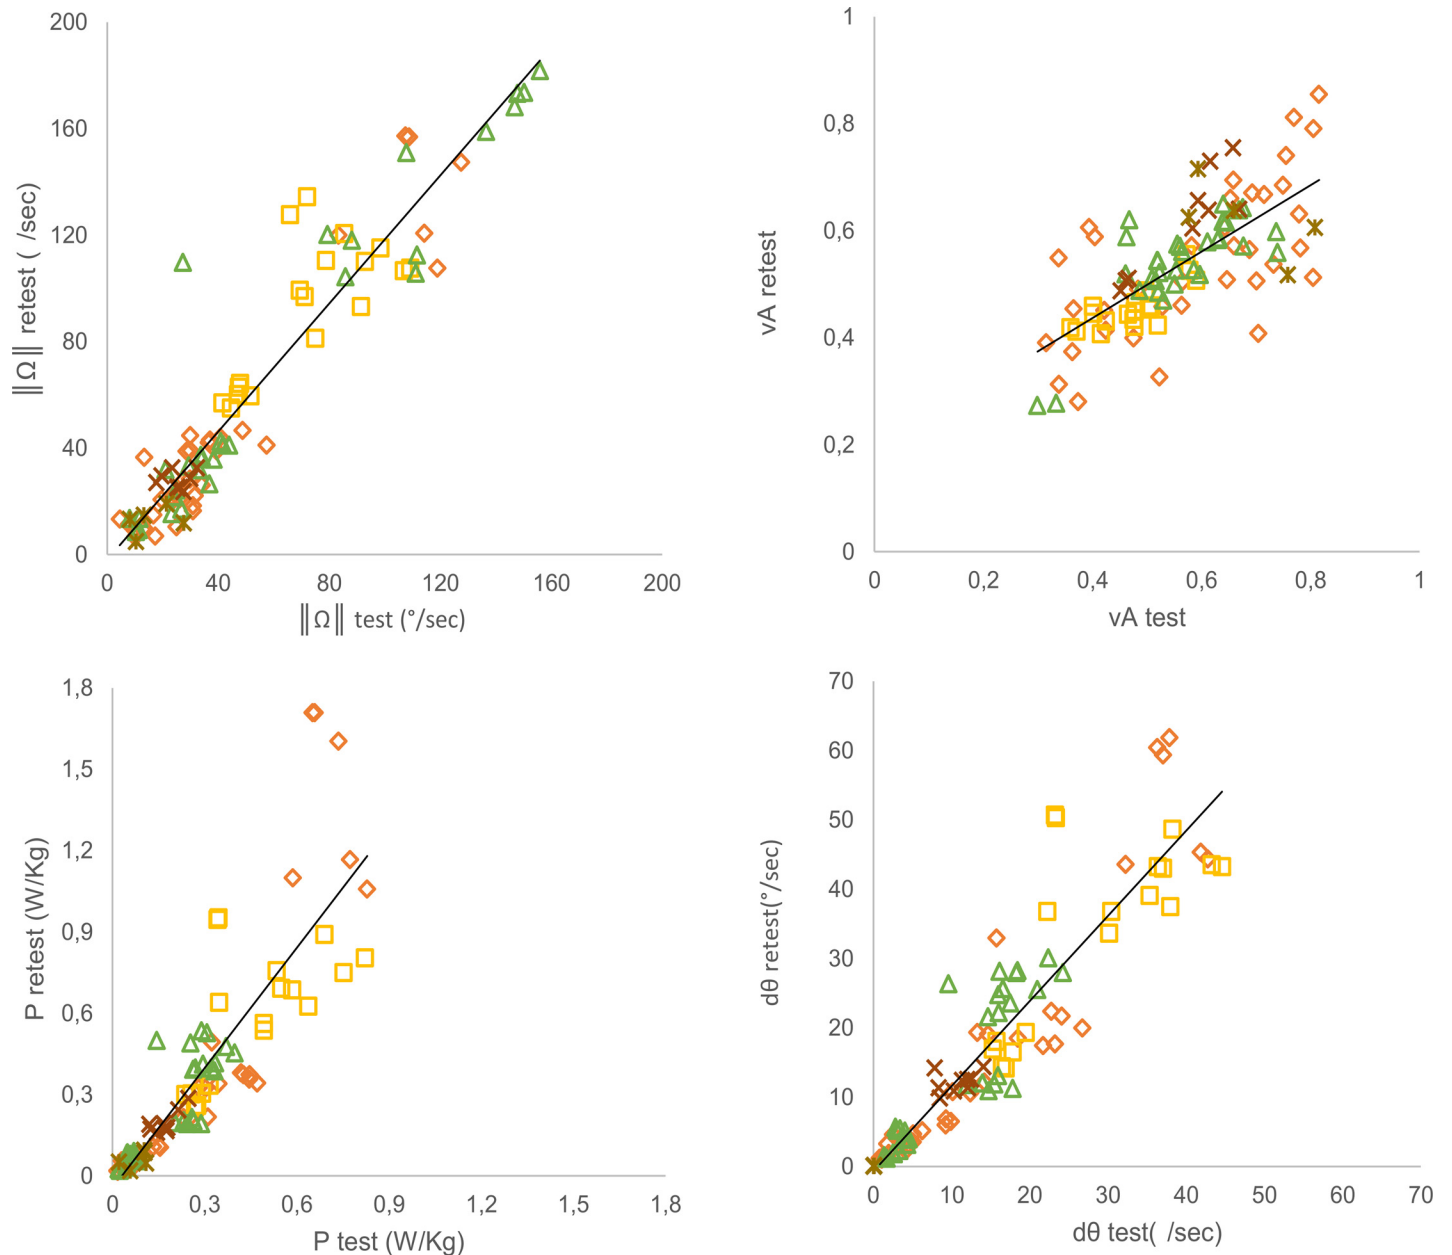 200
160
120
80
40
0
0 40 80 120 160 200
‖Ω‖ retest ( /sec)
‖Ω‖ test (°/sec)
1
0,8
0,6
0,4
0,2
0
0 0,2 0,4 0,6 0,8 1
vA retest
vA test
1,8
1,5
1,2
0,9
0,6
0,3
0
0 0,3 0,6 0,9 1,2 1,5 1,8
P retest (W/Kg)
P test (W/Kg)
70
60
50
40
30
20
10
0
0 10 20 30 40 50 60 70
dθ retest(°/sec)
dθ test( /sec)